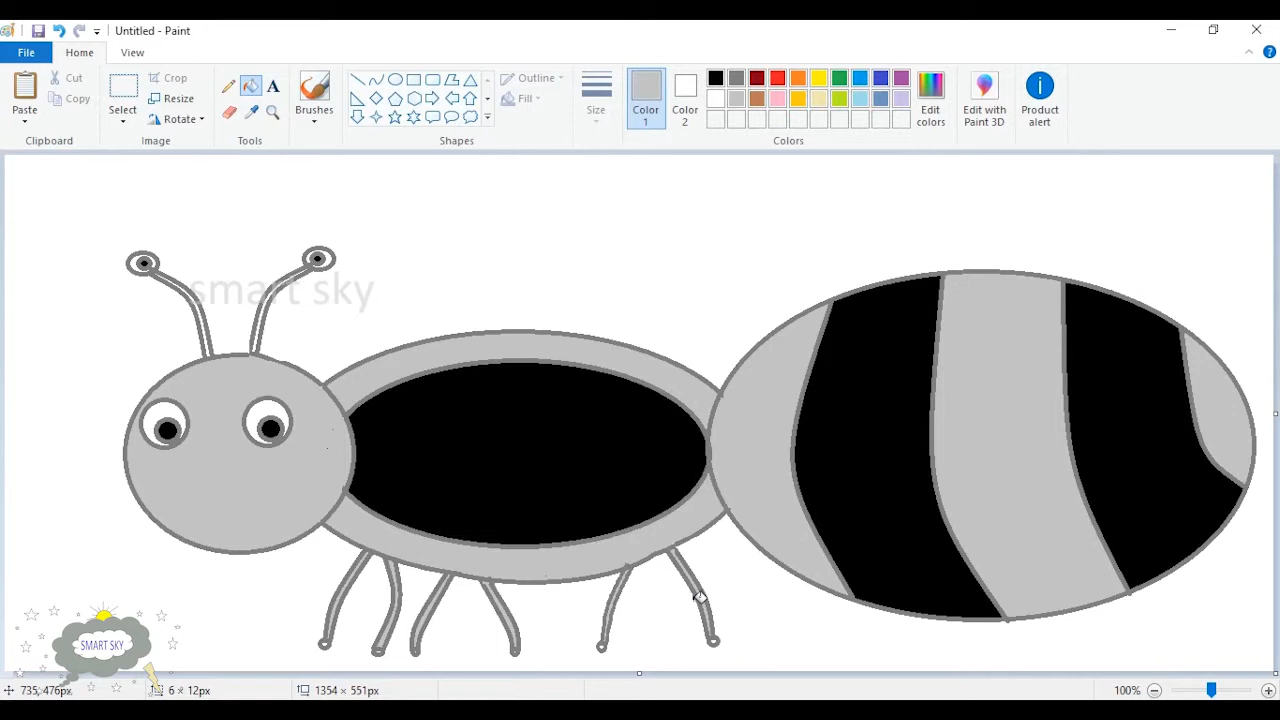 Untitled - Paint
File
Home
View
Paste
Cut
Copy
Clipboard
Select
Crop
Resize
Rotate
Image
A
Tools
Brushes
Shapes
Outline
Fill
Size
Color
1
Color
2
Edit
colors
Colors
Edit with
Paint 3D
Product
alert
smart sky
SMART SKY
735, 476px
6 × 12px
1354 × 551px
100%